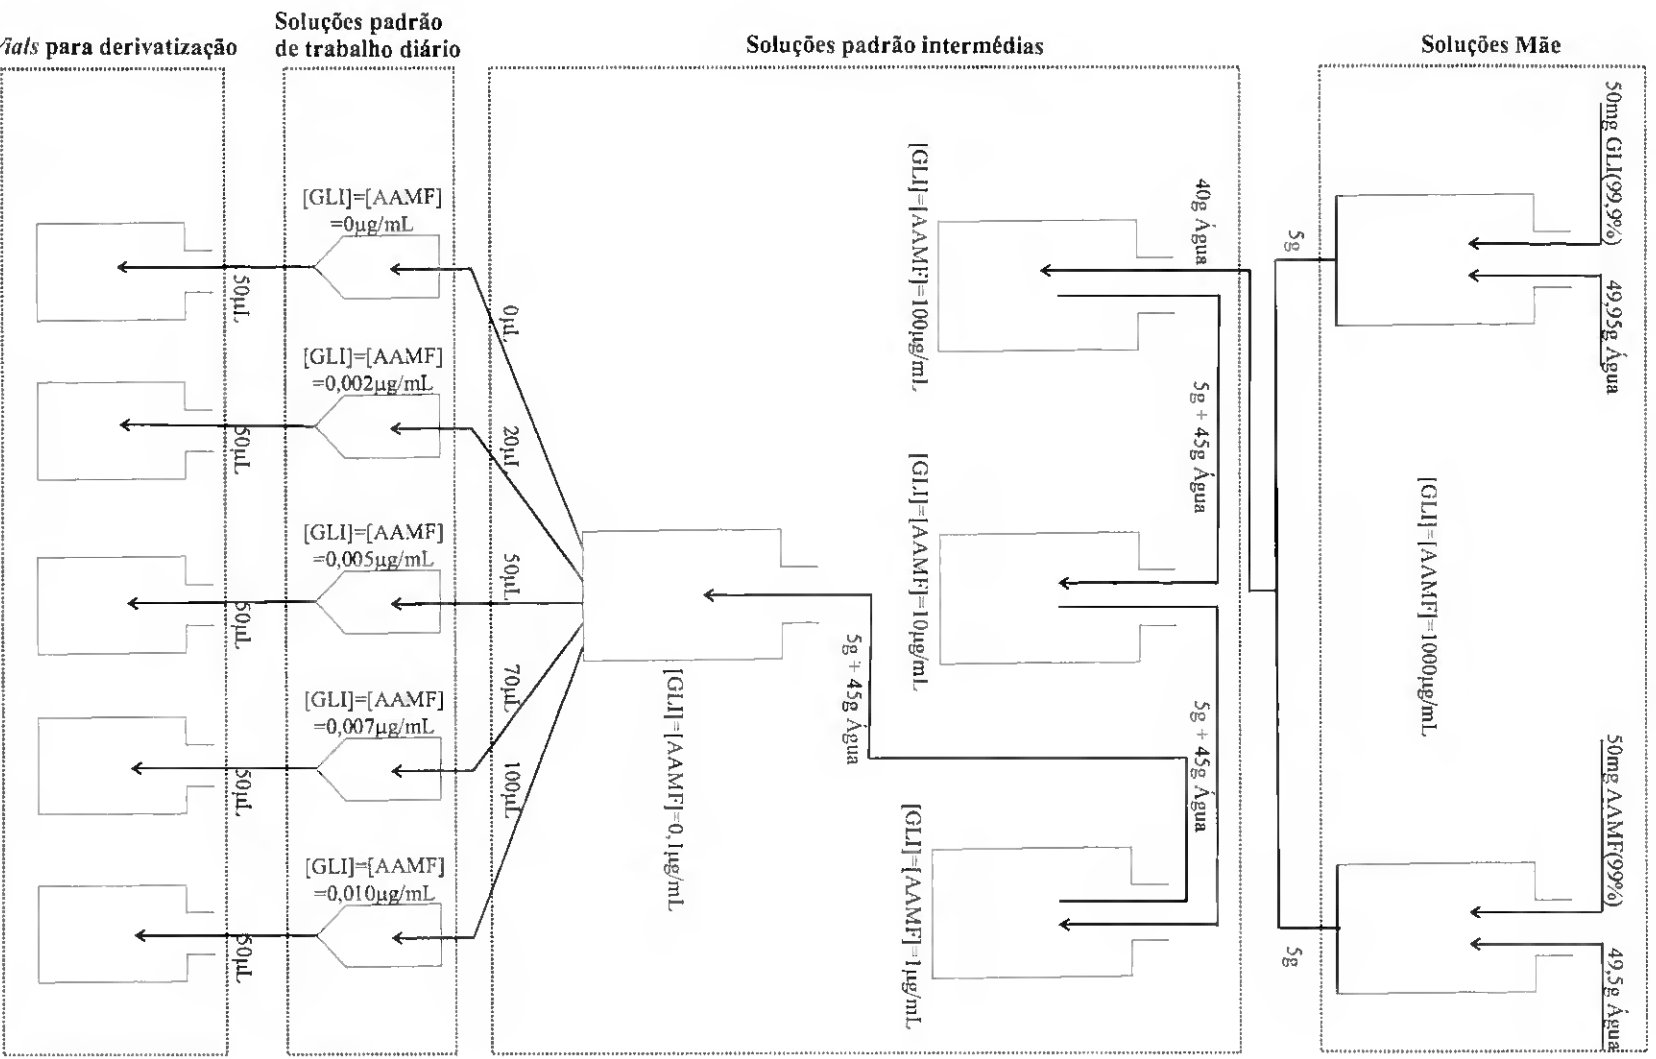 Vials para derivatização
Soluções padrão
de trabalho diário
Soluções padrão intermédias
Soluções Mãe
50mg GLI(99,9%)
49,95g Água
[GLI]=[AAMF]=1000µg/mL
50mg AAMF(99%)
49,5g Água
5g
5g
40g Água
[GLI]=[AAMF]=100µg/mL
5g + 45g Água
[GLI]=[AAMF]=10µg/mL
5g + 45g Água
[GLI]=[AAMF]=1µg/mL
5g + 45g Água
[GLI]=[AAMF]=0,1µg/mL
0µL
20µL
50µL
70µL
100µL
[GLI]=[AAMF]
=0µg/mL
[GLI]=[AAMF]
=0,002µg/mL
[GLI]=[AAMF]
=0,005µg/mL
[GLI]=[AAMF]
=0,007µg/mL
[GLI]=[AAMF]
=0,010µg/mL
50µL
50µL
50µL
50µL
50µL